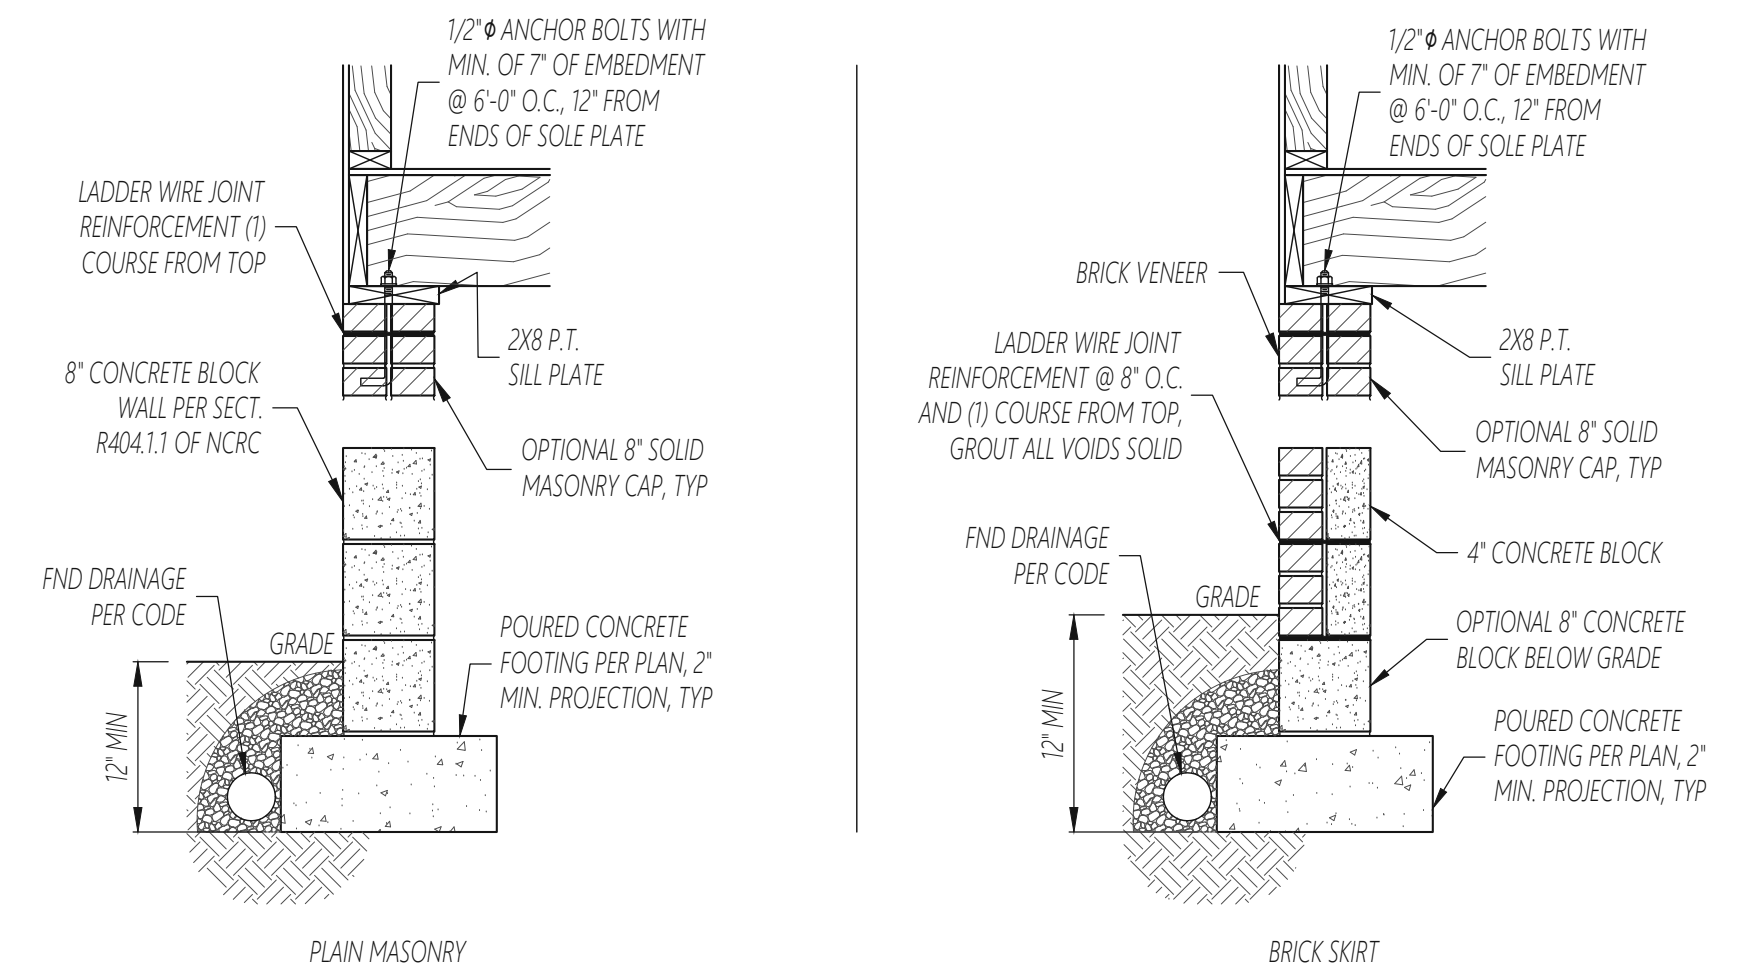 1/2"ϕ ANCHOR BOLTS WITH
MIN. OF 7" OF EMBEDMENT
@ 6'-0" O.C., 12" FROM
ENDS OF SOLE PLATE
LADDER WIRE JOINT
REINFORCEMENT (1)
COURSE FROM TOP
2X8 P.T.
SILL PLATE
8" CONCRETE BLOCK
WALL PER SECT.
R404.1.1 OF NCRC
OPTIONAL 8" SOLID
MASONRY CAP, TYP
FND DRAINAGE
PER CODE
GRADE
POURED CONCRETE
FOOTING PER PLAN, 2"
MIN. PROJECTION, TYP
12" MIN
PLAIN MASONRY
1/2"ϕ ANCHOR BOLTS WITH
MIN. OF 7" OF EMBEDMENT
@ 6'-0" O.C., 12" FROM
ENDS OF SOLE PLATE
BRICK VENEER
2X8 P.T.
SILL PLATE
LADDER WIRE JOINT
REINFORCEMENT @ 8" O.C.
AND (1) COURSE FROM TOP,
GROUT ALL VOIDS SOLID
OPTIONAL 8" SOLID
MASONRY CAP, TYP
FND DRAINAGE
PER CODE
4" CONCRETE BLOCK
GRADE
OPTIONAL 8" CONCRETE
BLOCK BELOW GRADE
12" MIN
POURED CONCRETE
FOOTING PER PLAN, 2"
MIN. PROJECTION, TYP
BRICK SKIRT